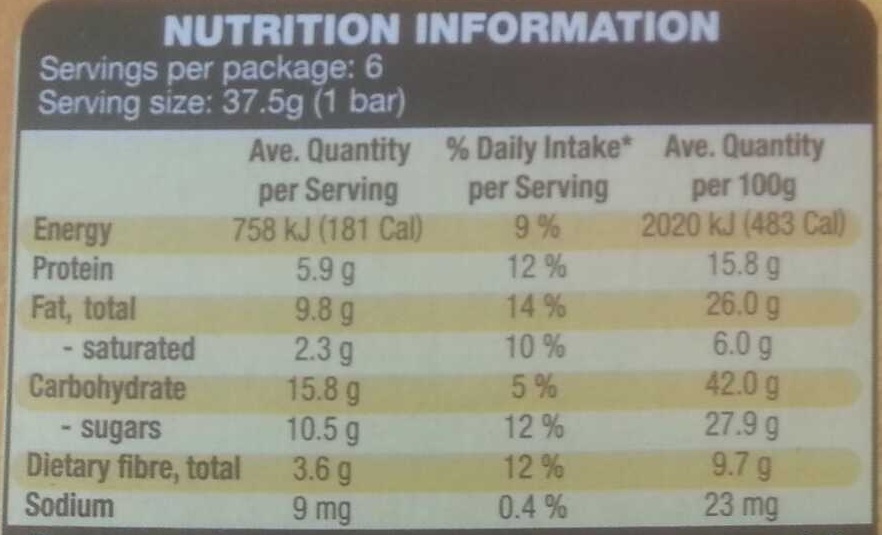 NUTRITION INFORMATION
Servings per package: 6
Serving size: 37.5g (1 bar)
Ave. Quantity % Daily Intake* Ave. Quantity
per Serving per Serving per 100g
Energy 758 kJ (181 Cal) 9 % 2020 kJ (483 Cal)
Protein 5.9 g 12 % 15.8 g
Fat, total 9.8 g 14 % 26.0 g
- saturated 2.3 g 10 % 6.0 g
Carbohydrate 15.8 g 5 % 42.0 g
- sugars 10.5 g 12 % 27.9 g
Dietary fibre, total 3.6 g 12 % 9.7 g
Sodium 9 mg 0.4 % 23 mg